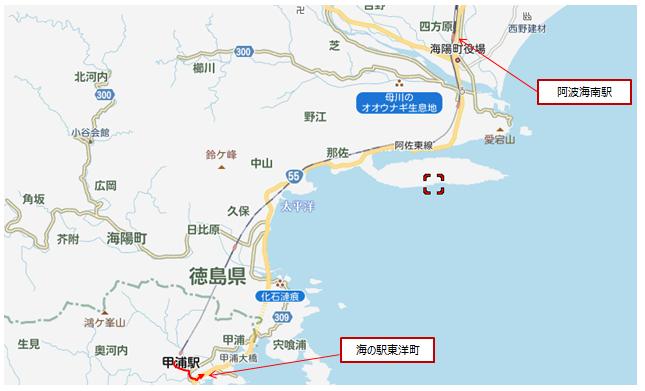 吉野
四方原
西野建材
芝
海陽町役場
300
櫛川
北河内
300
阿波海南駅
母川の
オオウナギ生息地
野江
小谷会館
愛宕山
阿佐東線
那佐
鈴ケ峰
中山
55
広岡
角坂
久保
太平洋
日比原
芥附
海陽町
徳島県
化石漣痕
309
鴻ケ峯山
生見
奥河内
甲浦
宍喰浦
甲浦駅
甲浦大橋
海の駅東洋町